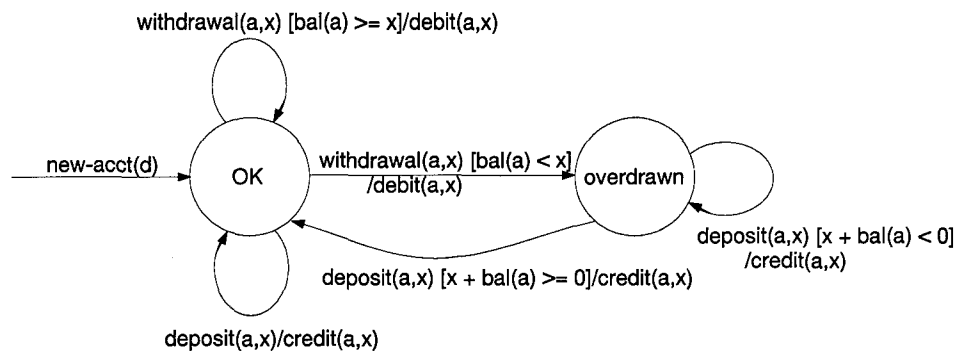 withdrawal(a,x) [bal(a) >= x]/debit(a,x)
new-acct(d)
OK
withdrawal(a,x) [bal(a) < x]
/debit(a,x)
overdrawn
deposit(a,x) [x + bal(a) < 0]
/credit(a,x)
deposit(a,x) [x + bal(a) >= 0]/credit(a,x)
deposit(a,x)/credit(a,x)